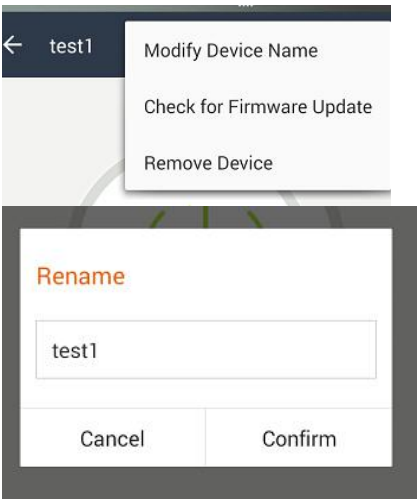 test1
Modify Device Name
Check for Firmware Update
Remove Device
Rename
test1
Cancel
Confirm